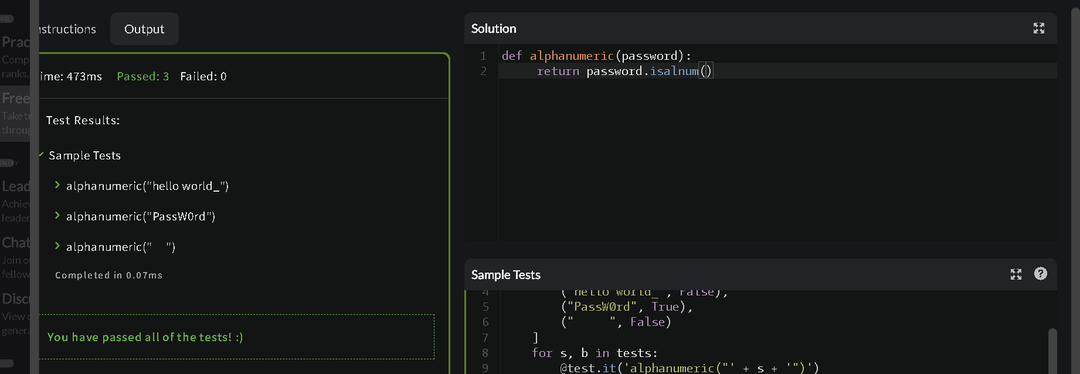 nstructions
Output
ime: 473ms Passed: 3 Failed: 0
Test Results:
Sample Tests
alphanumeric("hello world_")
alphanumeric("PassW0rd")
alphanumeric("     ")
Completed in 0.07ms
You have passed all of the tests! :)
Prac
Comp
ranks.
Free
Take t
throug
Lead
Achie
leader
Chat
Join o
fellow
Discu
View
genera
Solution
1 def alphanumeric(password):
2     return password.isalnum()
Sample Tests
4 ("hello world_", False),
5 ("PassW0rd", True),
6 ("     ", False)
7 ]
8 for s, b in tests:
9 @test.it('alphanumeric("' + s + '")')